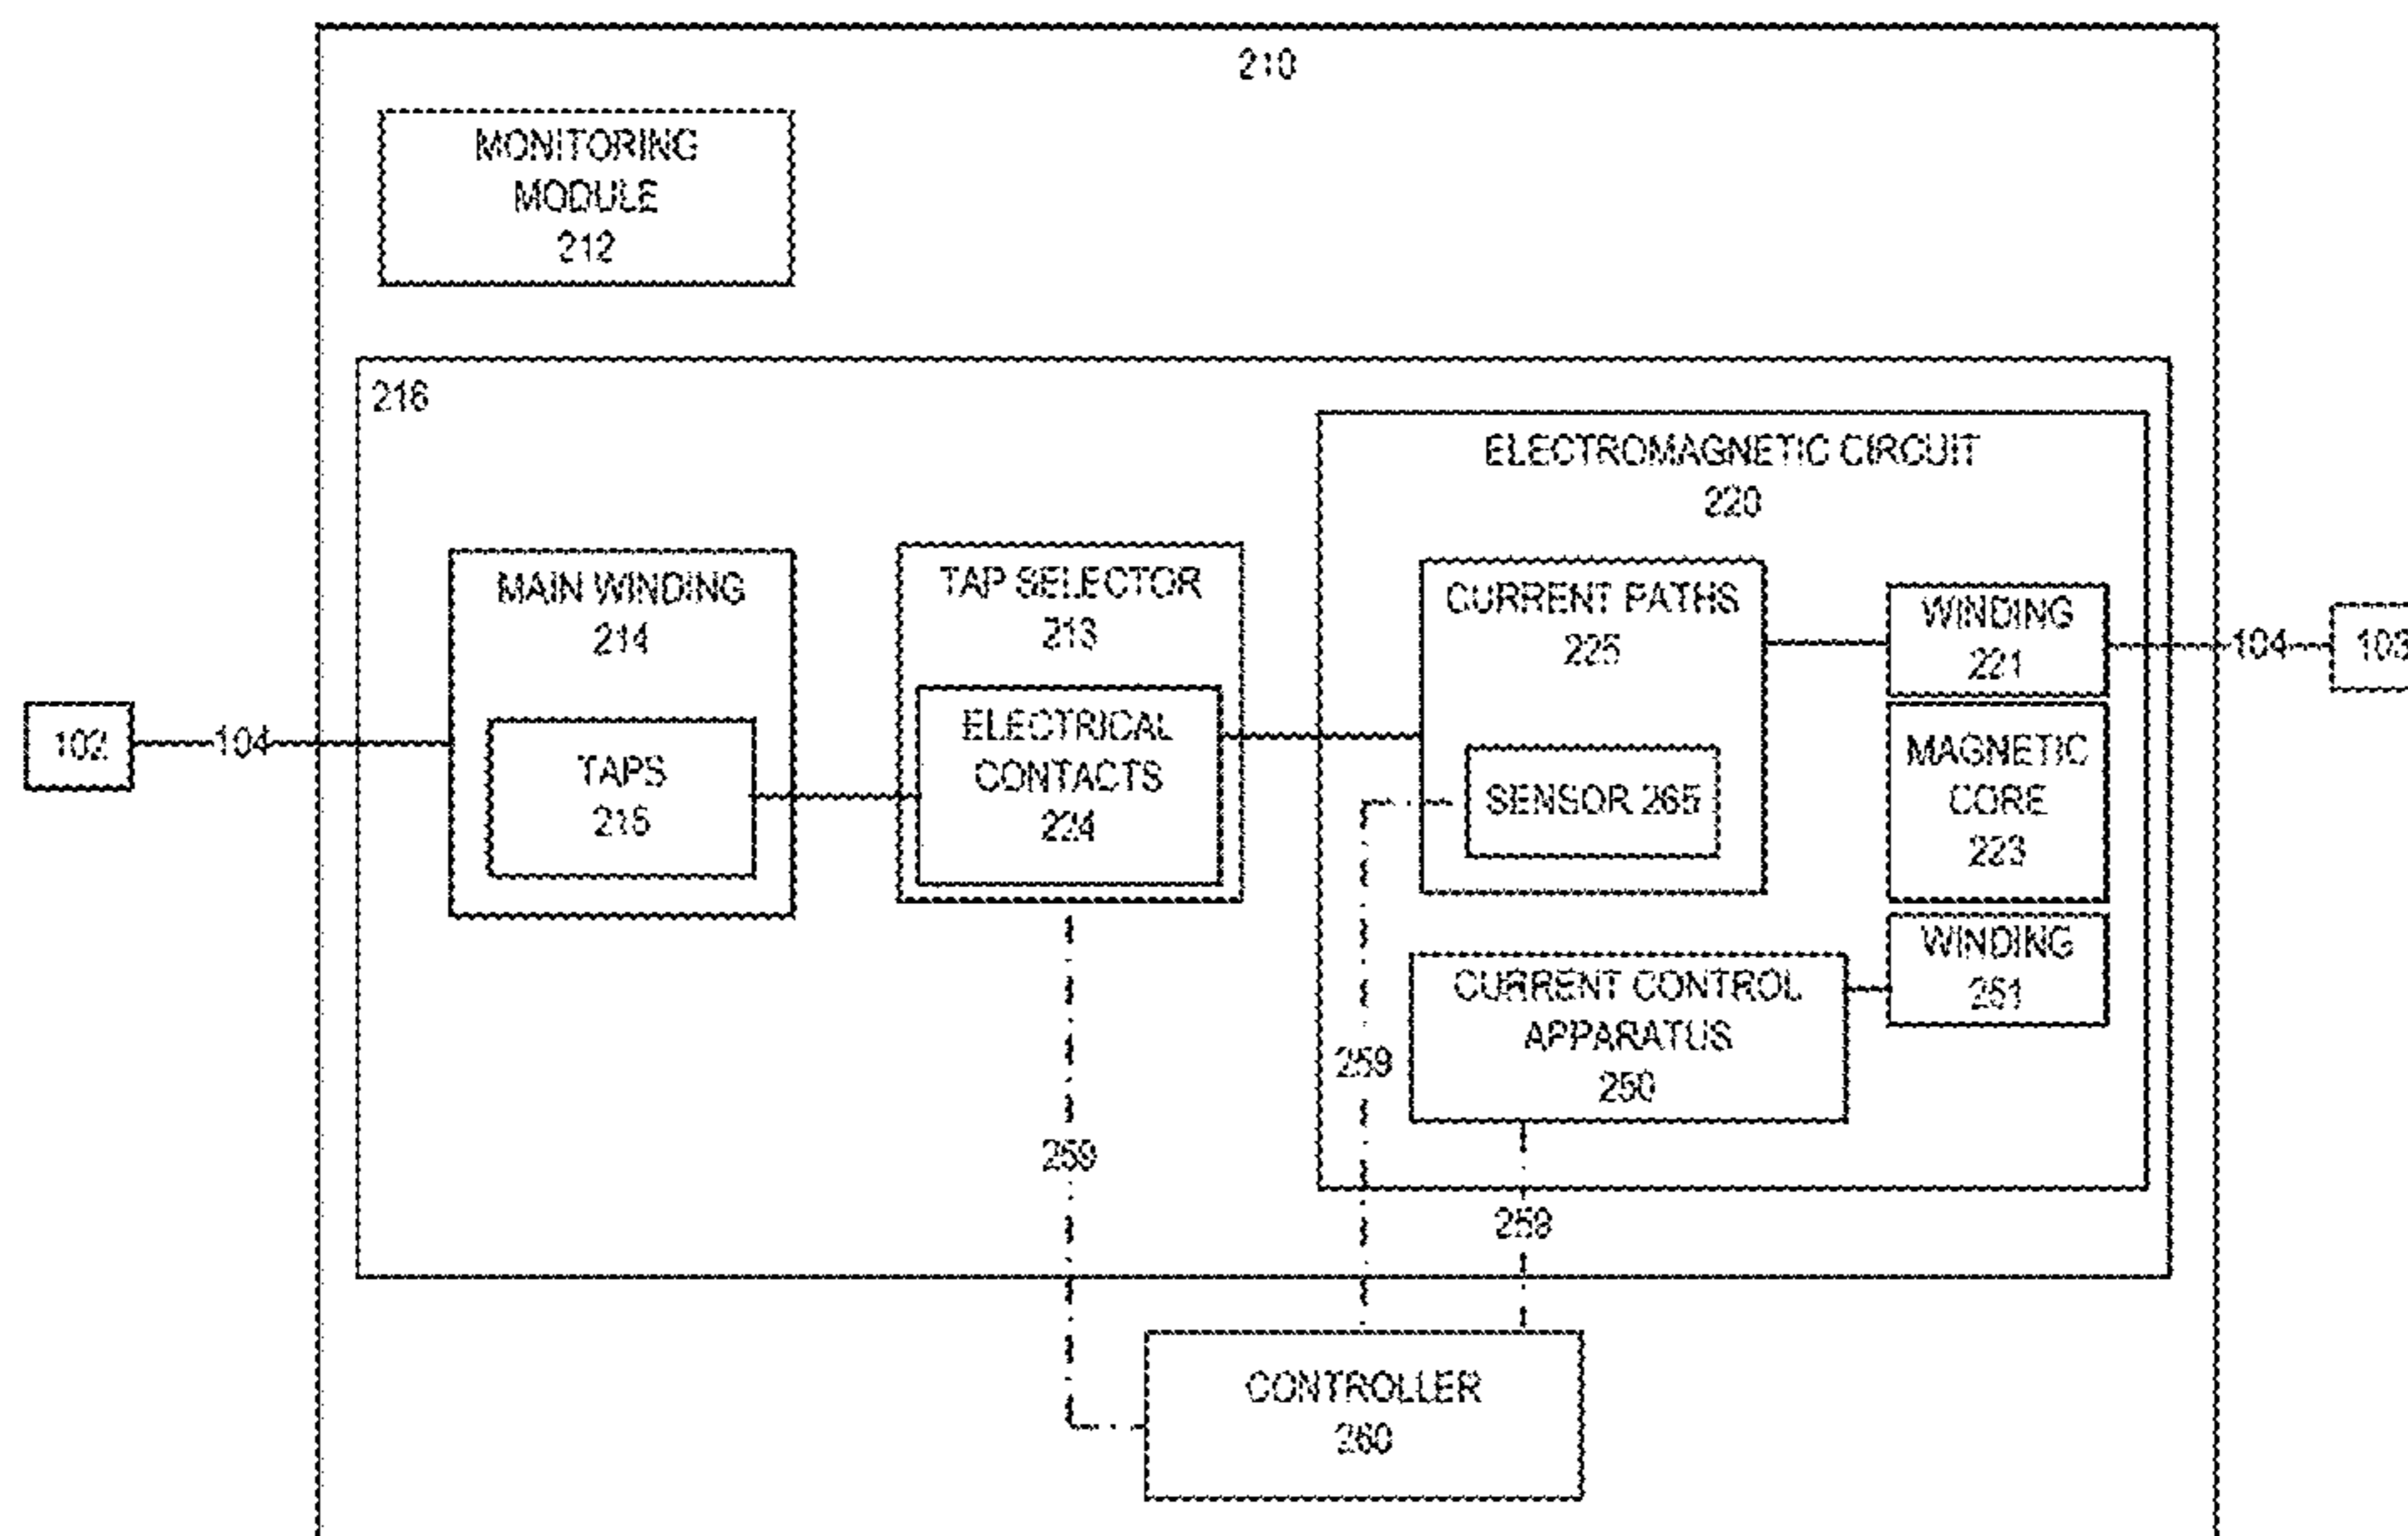 210
MONITORING
MODULE
212
216
ELECTROMAGNETIC CIRCUIT
220
MAIN WINDING
214
TAPS
215
TAP SELECTOR
213
ELECTRICAL
CONTACTS
224
CURRENT PATHS
225
SENSOR 265
WINDING
221
MAGNETIC
CORE
223
WINDING
251
CURRENT CONTROL
APPARATUS
250
102
104
104
103
259
259
259
CONTROLLER
260